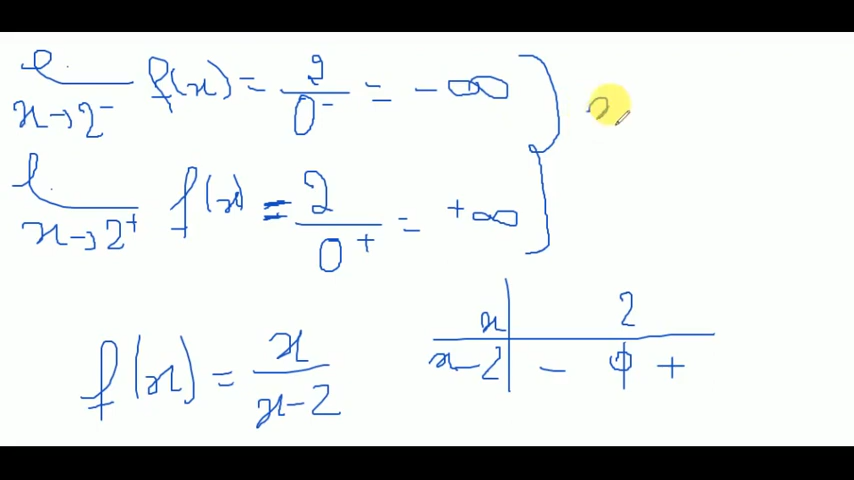 lim x→2⁻ f(x) = 2/0⁻ = -∞
lim x→2⁺ f(x) = 2/0⁺ = +∞
f(x) = x/(x-2)
x | 2
x-2 | - 0 +